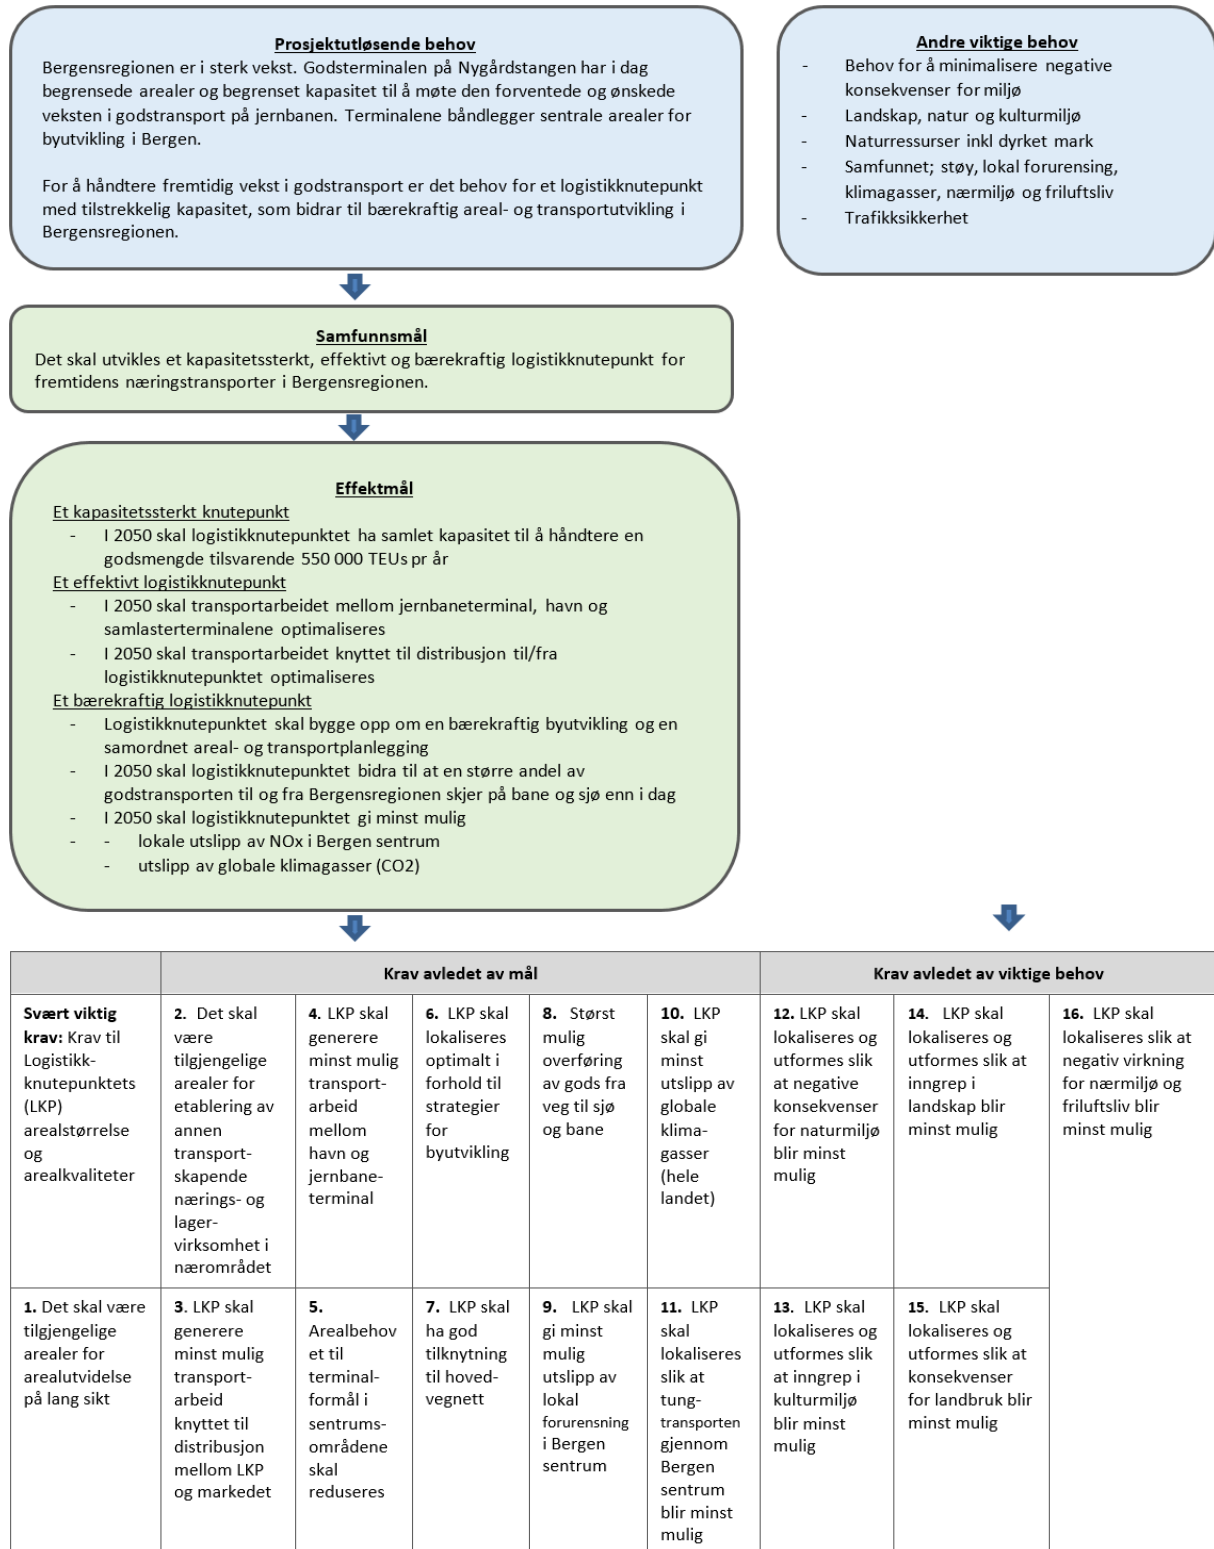 Prosjektutløsende behov
Bergensregionen er i sterk vekst. Godsterminalen på Nygårdstangen har i dag
begrensede arealer og begrenset kapasitet til å møte den forventede og ønskede
veksten i godstransport på jernbanen. Terminalene båndlegger sentrale arealer for
byutvikling i Bergen.
For å håndtere fremtidig vekst i godstransport er det behov for et logistikknutepunkt
med tilstrekkelig kapasitet, som bidrar til bærekraftig areal- og transportutvikling i
Bergensregionen.
Andre viktige behov
- Behov for å minimalisere negative
konsekvenser for miljø
- Landskap, natur og kulturmiljø
- Naturressurser inkl dyrket mark
- Samfunnet; støy, lokal forurensing,
klimagasser, nærmiljø og friluftsliv
- Trafikksikkerhet
Samfunnsmål
Det skal utvikles et kapasitetssterkt, effektivt og bærekraftig logistikknutepunkt for
fremtidens næringstransporter i Bergensregionen.
Effektmål
Et kapasitetssterkt knutepunkt
- I 2050 skal logistikknutepunktet ha samlet kapasitet til å håndtere en
godsmengde tilsvarende 550 000 TEUs pr år
Et effektivt logistikknutepunkt
- I 2050 skal transportarbeidet mellom jernbaneterminal, havn og
samlasterterminalene optimaliseres
- I 2050 skal transportarbeidet knyttet til distribusjon til/fra
logistikknutepunktet optimaliseres
Et bærekraftig logistikknutepunkt
- Logistikknutepunktet skal bygge opp om en bærekraftig byutvikling og en
samordnet areal- og transportplanlegging
- I 2050 skal logistikknutepunktet bidra til at en større andel av
godstransporten til og fra Bergensregionen skjer på bane og sjø enn i dag
- I 2050 skal logistikknutepunktet gi minst mulig
- - lokale utslipp av NOx i Bergen sentrum
- utslipp av globale klimagasser (CO2)
Krav avledet av mål
Krav avledet av viktige behov
Svært viktig
krav: Krav til
Logistikk-
knutepunktets
(LKP)
arealstørrelse
og
arealkvaliteter
2. Det skal
være
tilgjengelige
arealer for
etablering av
annen
transport-
skapende
nærings- og
lager-
virksomhet i
nærområdet
4. LKP skal
generere
minst mulig
transport-
arbeid
mellom
havn og
jernbane-
terminal
6. LKP skal
lokaliseres
optimalt i
forhold til
strategier
for
byutvikling
8. Størst
mulig
overføring
av gods fra
veg til sjø
og bane
10. LKP
skal gi
minst
utslipp av
globale
klima-
gasser
(hele
landet)
12. LKP skal
lokaliseres og
utformes slik
at negative
konsekvenser
for naturmiljø
blir minst
mulig
14. LKP skal
lokaliseres og
utformes slik at
inngrep i
landskap blir
minst mulig
16. LKP skal
lokaliseres slik at
negativ virkning
for nærmiljø og
friluftsliv blir
minst mulig
1. Det skal være
tilgjengelige
arealer for
arealutvidelse
på lang sikt
3. LKP skal
generere
minst mulig
transport-
arbeid
knyttet til
distribusjon
mellom LKP
og markedet
5.
Arealbehov
et til
terminal-
formål i
sentrums-
områdene
skal
reduseres
7. LKP skal
ha god
tilknytning
til hoved-
vegnett
9. LKP skal
gi minst
mulig
utslipp av
lokal
forurensning
i Bergen
sentrum
11. LKP
skal
lokaliseres
slik at
tung-
transporten
gjennom
Bergen
sentrum
blir minst
mulig
13. LKP skal
lokaliseres og
utformes slik
at inngrep i
kulturmiljø
blir minst
mulig
15. LKP skal
lokaliseres og
utformes slik at
konsekvenser
for landbruk blir
minst mulig